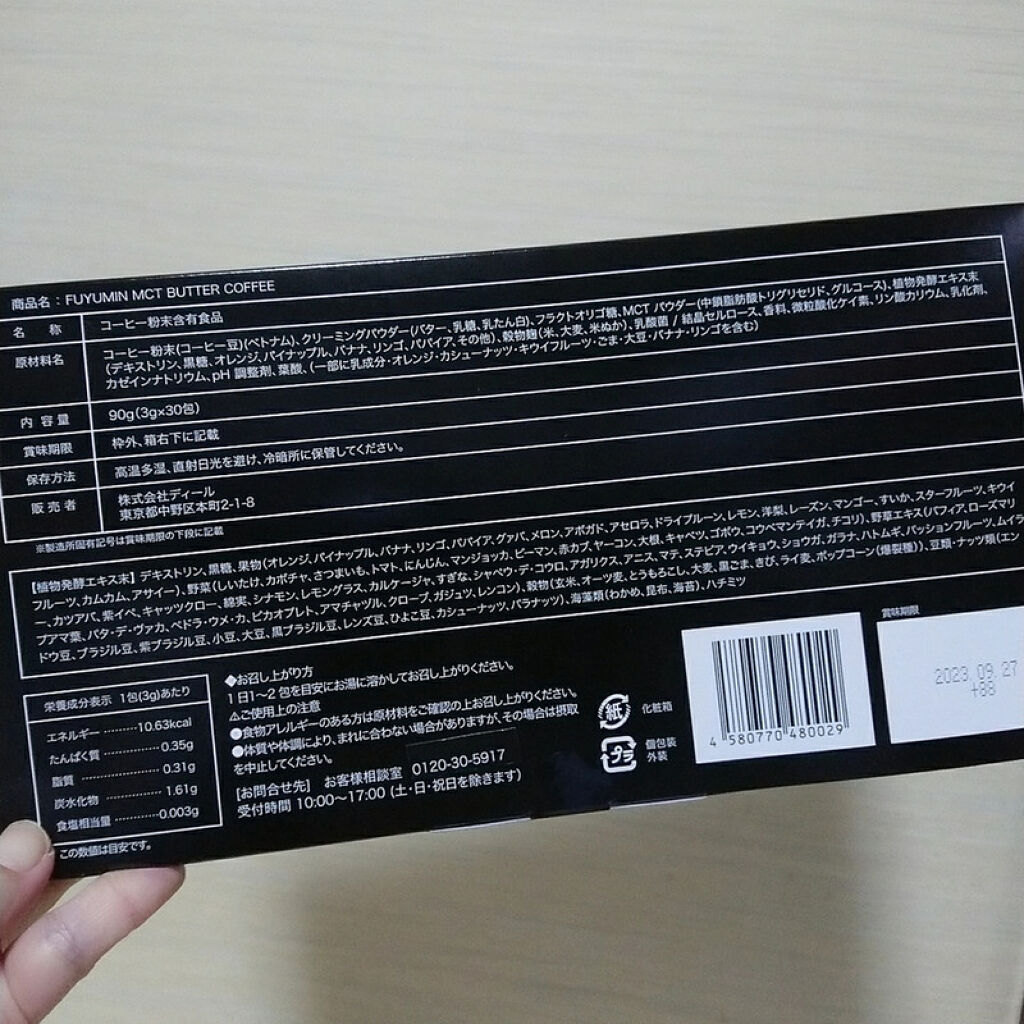 商品名：FUYUMIN MCT BUTTER COFFEE
名 称
コーヒー粉末含有食品
原材料名
コーヒー粉末(コーヒー豆)(ベトナム)、クリーミングパウダー(バター、乳糖、乳たん白)、フラクトオリゴ糖、MCT パウダー(中鎖脂肪酸トリグリセリド、グルコース)、植物発酵エキス末
(デキストリン、黒糖、オレンジ、パイナップル、バナナ、リンゴ、パパイア、その他)、穀物麹(米、大麦、米ぬか)、乳酸菌 / 結晶セルロース、香料、微粒酸化ケイ素、リン酸カリウム、乳化剤、
カゼインナトリウム、pH 調整剤、葉酸、(一部に乳成分・オレンジ・カシューナッツ・キウイフルーツ・ごま・大豆・バナナ・リンゴを含む)
内 容 量
90g(3g×30包)
賞味期限
枠外、箱右下に記載
保存方法
高温多湿、直射日光を避け、冷暗所に保管してください。
販 売 者
株式会社ディール
東京都中野区本町2-1-8
※製造所固有記号は賞味期限の下段に記載
【植物発酵エキス末】デキストリン、黒糖、果物(オレンジ、パイナップル、バナナ、リンゴ、パパイア、グァバ、メロン、アボガド、アセロラ、ドライプルーン、レモン、洋梨、レーズン、マンゴー、すいか、スターフルーツ、キウイ
フルーツ、カムカム、アサイー)、野菜(しいたけ、カボチャ、さつまいも、トマト、にんじん、マンジョッカ、ピーマン、赤カブ、ヤーコン、大根、キャベツ、ゴボウ、コウベマンテイガ、チコリ)、野草エキス(バフィア、ローズマリ
ー、カツアバ、紫イペ、キャッツクロー、綿実、シナモン、レモングラス、カルケージャ、すぎな、シャペウ・デ・コウロ、アガリクス、アニス、マテ、ステビア、ウイキョウ、ショウガ、ガラナ、ハトムギ、パッションフルーツ、ムイラ
プアマ葉、パタ・デ・ヴァカ、ペドラ・ウメ・カ、ピカオプレト、アマチャヅル、クローブ、ガジュツ、レンコン)、穀物(玄米、オーツ麦、とうもろこし、大麦、黒ごま、きび、ライ麦、ポップコーン(爆裂種))、豆類・ナッツ類(エン
ドウ豆、ブラジル豆、紫ブラジル豆、小豆、大豆、黒ブラジル豆、レンズ豆、ひよこ豆、カシューナッツ、パラナッツ)、海藻類(わかめ、昆布、海苔)、ハチミツ
栄養成分表示 1包(3g)あたり
エネルギー………10.63kcal
たんぱく質………0.35g
脂質………0.31g
炭水化物………1.61g
食塩相当量………0.003g
この数値は目安です。
◆お召し上がり方
1日1〜2 包を目安にお湯に溶かしてお召し上がりください。
⚠ご使用上の注意
●食物アレルギーのある方は原材料をご確認の上お召し上がりください。
●体質や体調により、まれに合わない場合がありますが、その場合は摂取
を中止してください。
[お問合せ先] お客様相談室 0120-30-5917
受付時間 10:00〜17:00 (土・日・祝日を除きます)
紙
化粧箱
プラ
個包装
外装
4 580770 480029
賞味期限
2023.09.27
+88